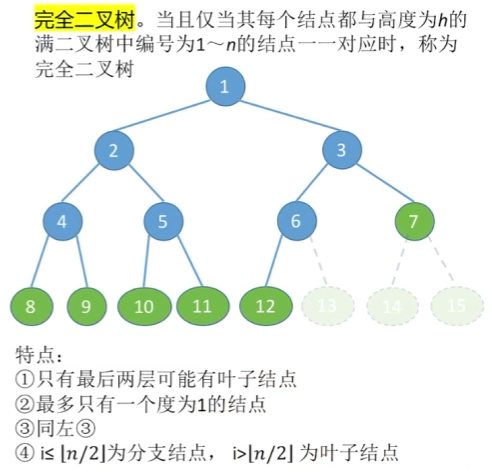 完全二叉树。当且仅当其每个结点都与高度为h的
满二叉树中编号为1～n的结点一一对应时，称为
完全二叉树
1
2
3
4
5
6
7
8
9
10
11
12
13
14
15
特点：
①只有最后两层可能有叶子结点
②最多只有一个度为1的结点
③同左③
④ i≤ ⌊n/2⌋为分支结点， i>⌊n/2⌋ 为叶子结点